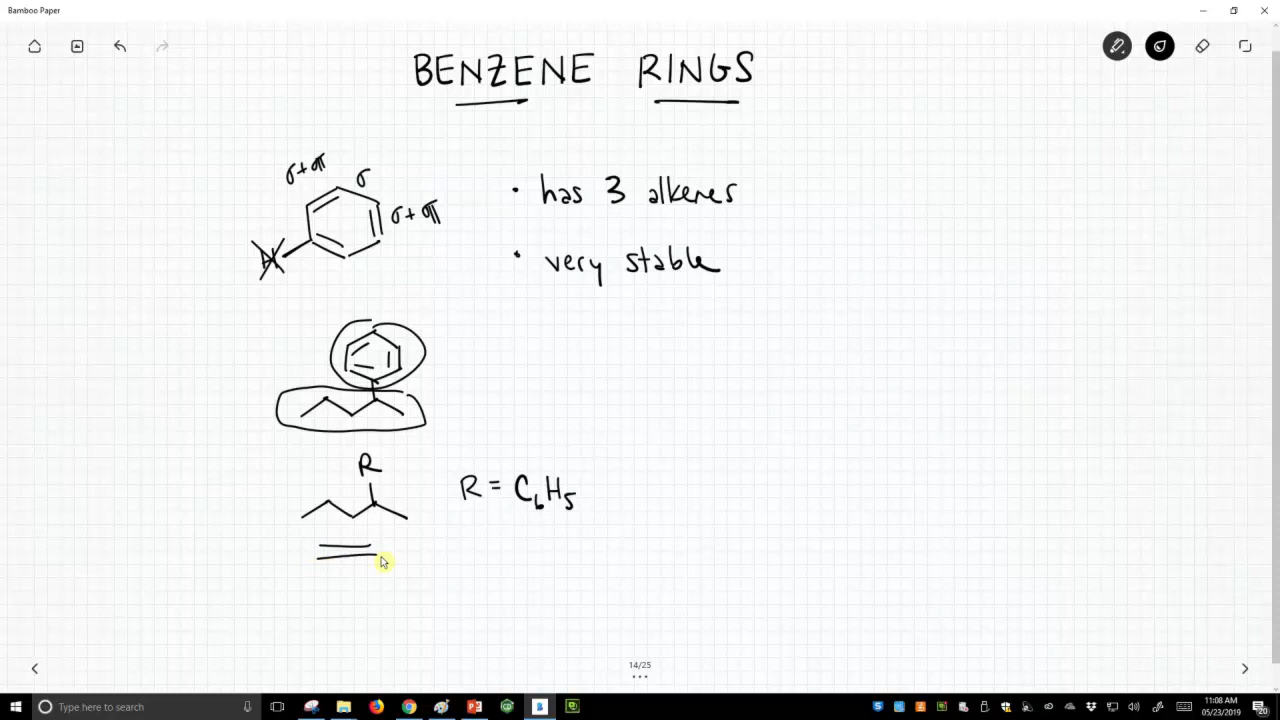 Bamboo Paper
BENZENE RINGS
σ+π
σ
σ+π
• has 3 alkenes
• very stable
R
R = C6H5
14/25
Type here to search
11:08 AM
05/23/2019
20